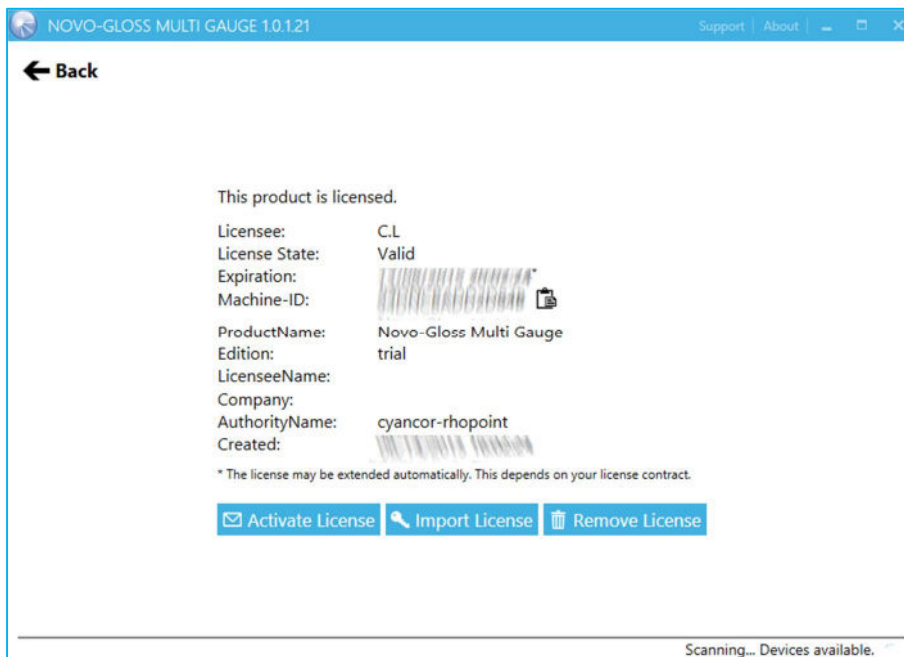 NOVO-GLOSS MULTI GAUGE 1.0.1.21 Support | About
Back
This product is licensed.
Licensee: C.L
License State: Valid
Expiration: *
Machine-ID:
ProductName: Novo-Gloss Multi Gauge
Edition: trial
LicenseeName:
Company:
AuthorityName: cyancor-rhopoint
Created:
* The license may be extended automatically. This depends on your license contract.
Activate License Import License Remove License
Scanning... Devices available.